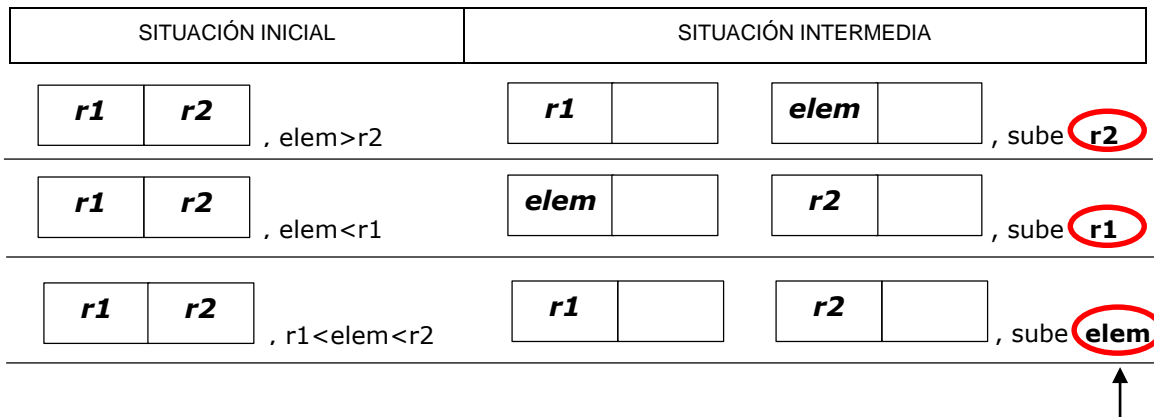 SITUACIÓN INICIAL SITUACIÓN INTERMEDIA
r1 r2 , elem>r2 r1 elem , sube r2
r1 r2 , elem<r1 elem r2 , sube r1
r1 r2 , r1<elem<r2 r1 r2 , sube elem